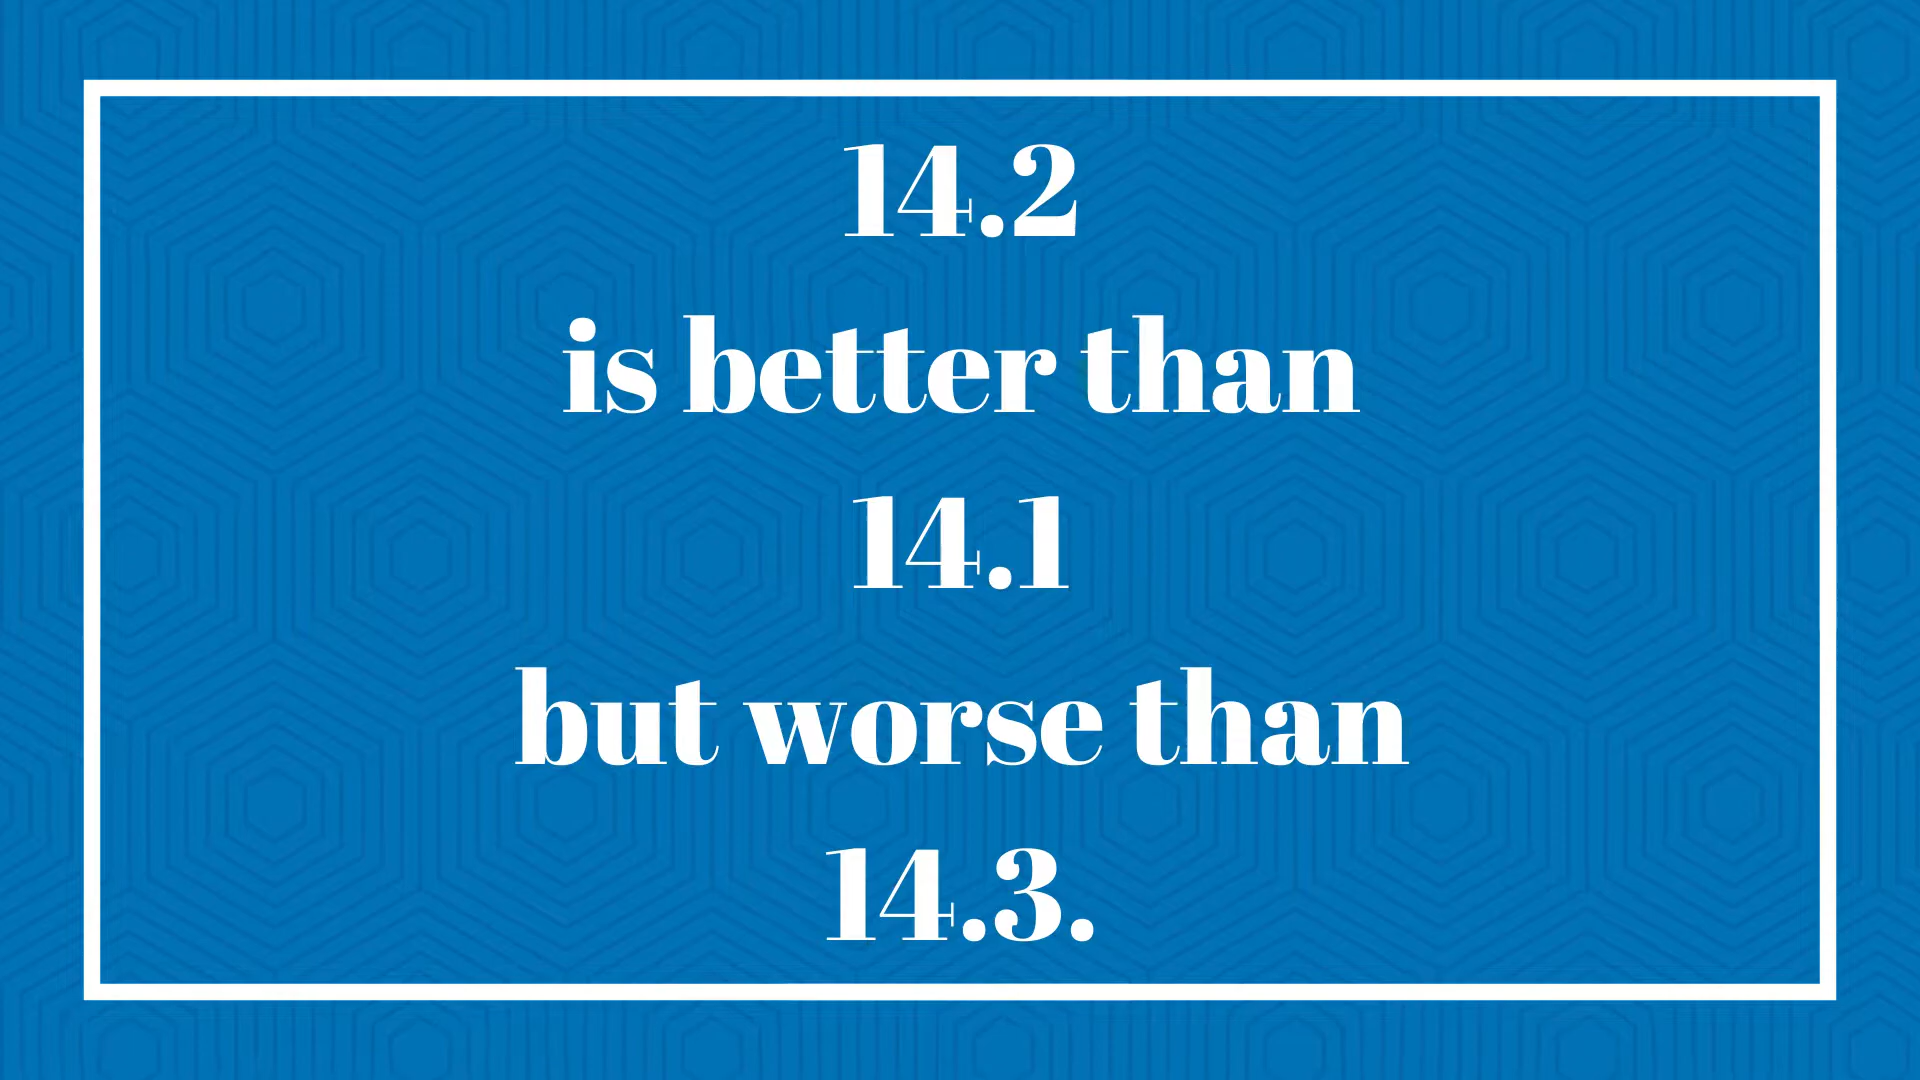 14.2
is better than
14.1
but worse than
14.3.